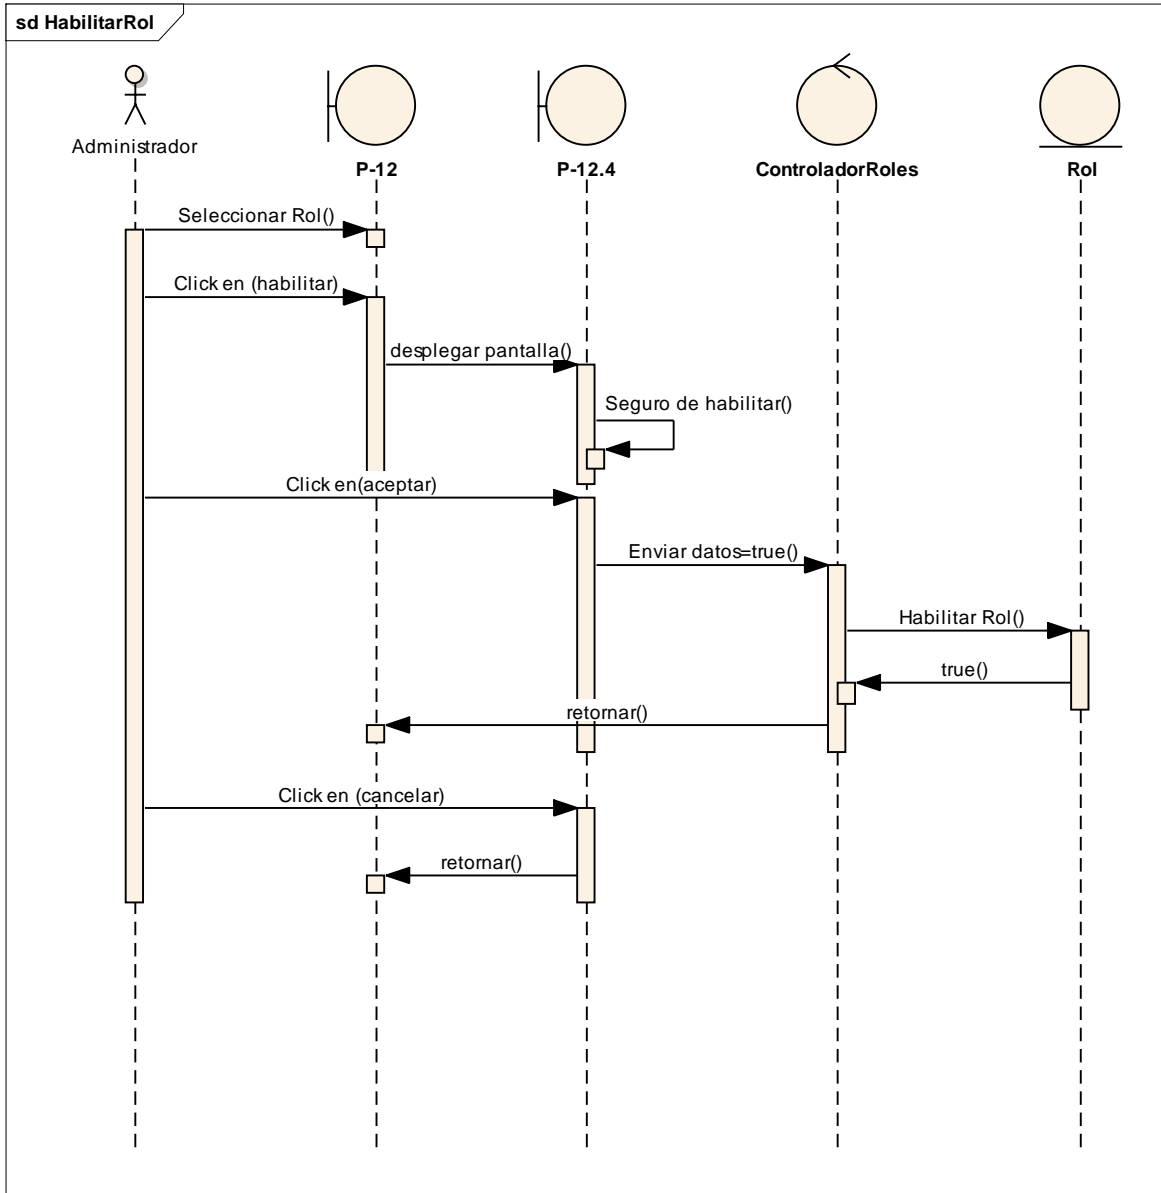 sd HabilitarRol
Administrador
P-12
P-12.4
ControladorRoles
Rol
Seleccionar Rol()
Click en (habilitar)
desplegar pantalla()
Seguro de habilitar()
Click en(aceptar)
Enviar datos=true()
Habilitar Rol()
true()
retornar()
Click en (cancelar)
retornar()